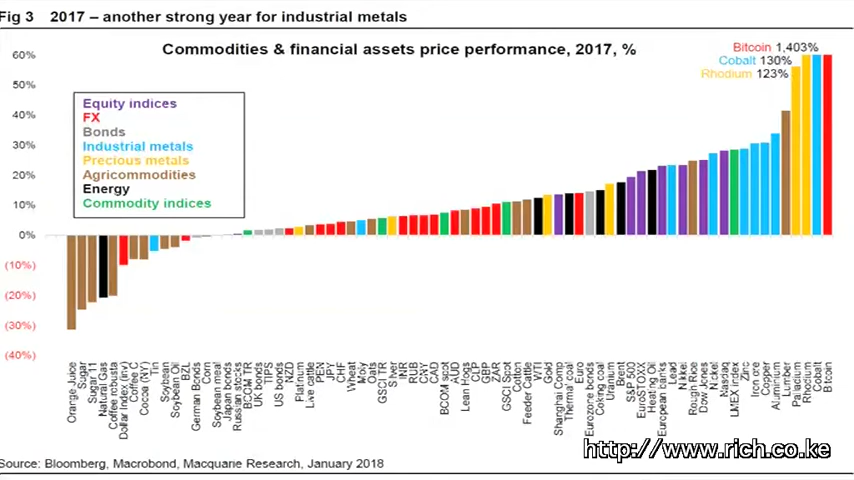 Fig 3 2017 – another strong year for industrial metals
Commodities & financial assets price performance, 2017, %
Bitcoin 1,403%
Cobalt 130%
Rhodium 123%
60%
50%
40%
30%
20%
10%
0%
(10%)
(20%)
(30%)
(40%)
Equity indices
FX
Bonds
Industrial metals
Precious metals
Agricommodities
Energy
Commodity indices
Orange Juice
Sugar
Sugar 11
Natural Gas
Coffee robusta
Dollar Index (inv)
Coffee C
Cocoa (NY)
Tin
Soybean
Soybean Oil
BZL
German Bonds
Corn
Soybean meal
Japan bonds
Russian stocks
BCOM TR
UK bonds
TIPS
US bonds
NZD
Platinum
Live cattle
PEN
JPY
CHF
Wheat
Moly
Oats
GSCI TR
Silver
INR
RUB
CNY
CAD
BCOM spot
AUD
Lean Hogs
CLP
GBP
ZAR
GSCI Spot
Cotton
Feeder Cattle
WTI
Gold
Shanghai Comp
Thermal coal
Euro
Eurozone bonds
Coking coal
Uranium
Brent
S&P 500
EuroSTOXX
Heating Oil
European banks
Lead
Nikkei
Rough Rice
Dow Jones
Nickel
Nasdaq
LMEX index
Zinc
Iron ore
Copper
Aluminium
Lumber
Palladium
Rhodium
Cobalt
Bitcoin
http://www.rich.co.ke
Source: Bloomberg, Macrobond, Macquarie Research, January 2018